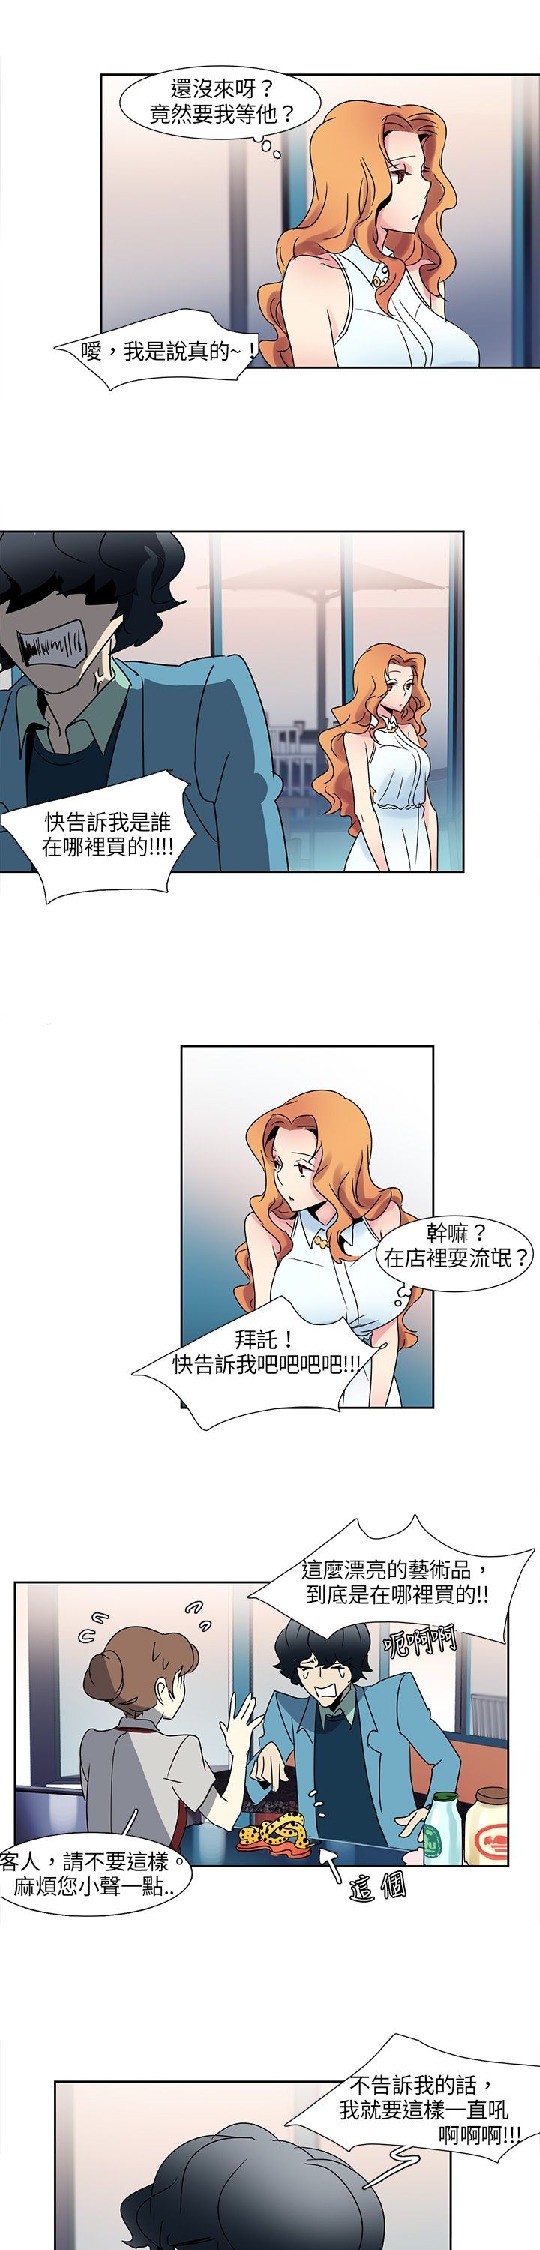 還沒來呀？
竟然要我等他？
噯，我是說真的~！
快告訴我是誰
在哪裡買的!!!!
幹嘛？
在店裡耍流氓？
拜託！
快告訴我吧吧吧吧!!!
這麼漂亮的藝術品，
到底是在哪裡買的!!
呃啊啊
客人，請不要這樣。
麻煩您小聲一點..
這個
不告訴我的話，
我就要這樣一直吼
啊啊啊!!!